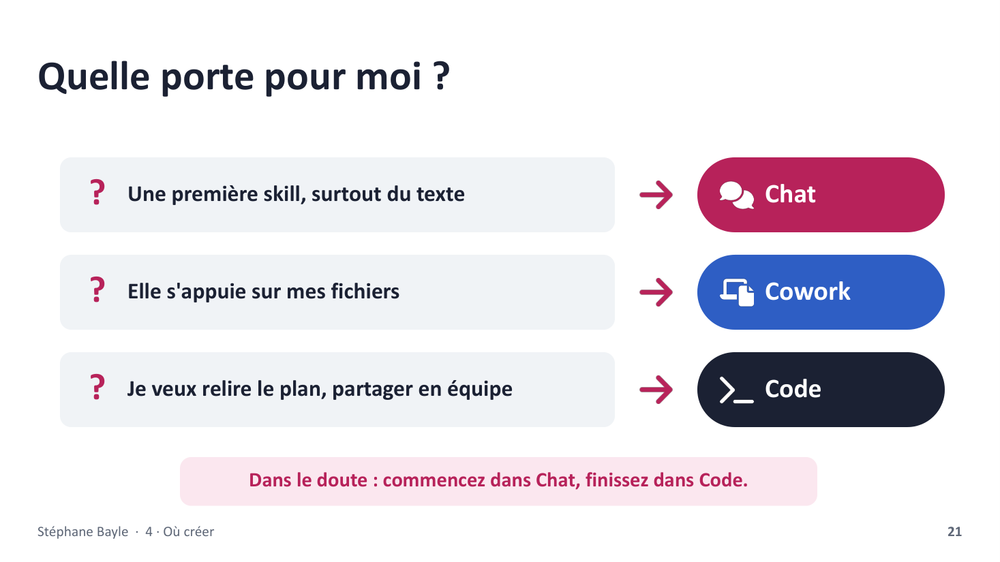 Quelle porte pour moi ?
? Une première skill, surtout du texte
Chat
? Elle s'appuie sur mes fichiers
Cowork
? Je veux relire le plan, partager en équipe
Code
Dans le doute : commencez dans Chat, finissez dans Code.
Stéphane Bayle · 4 · Où créer
21